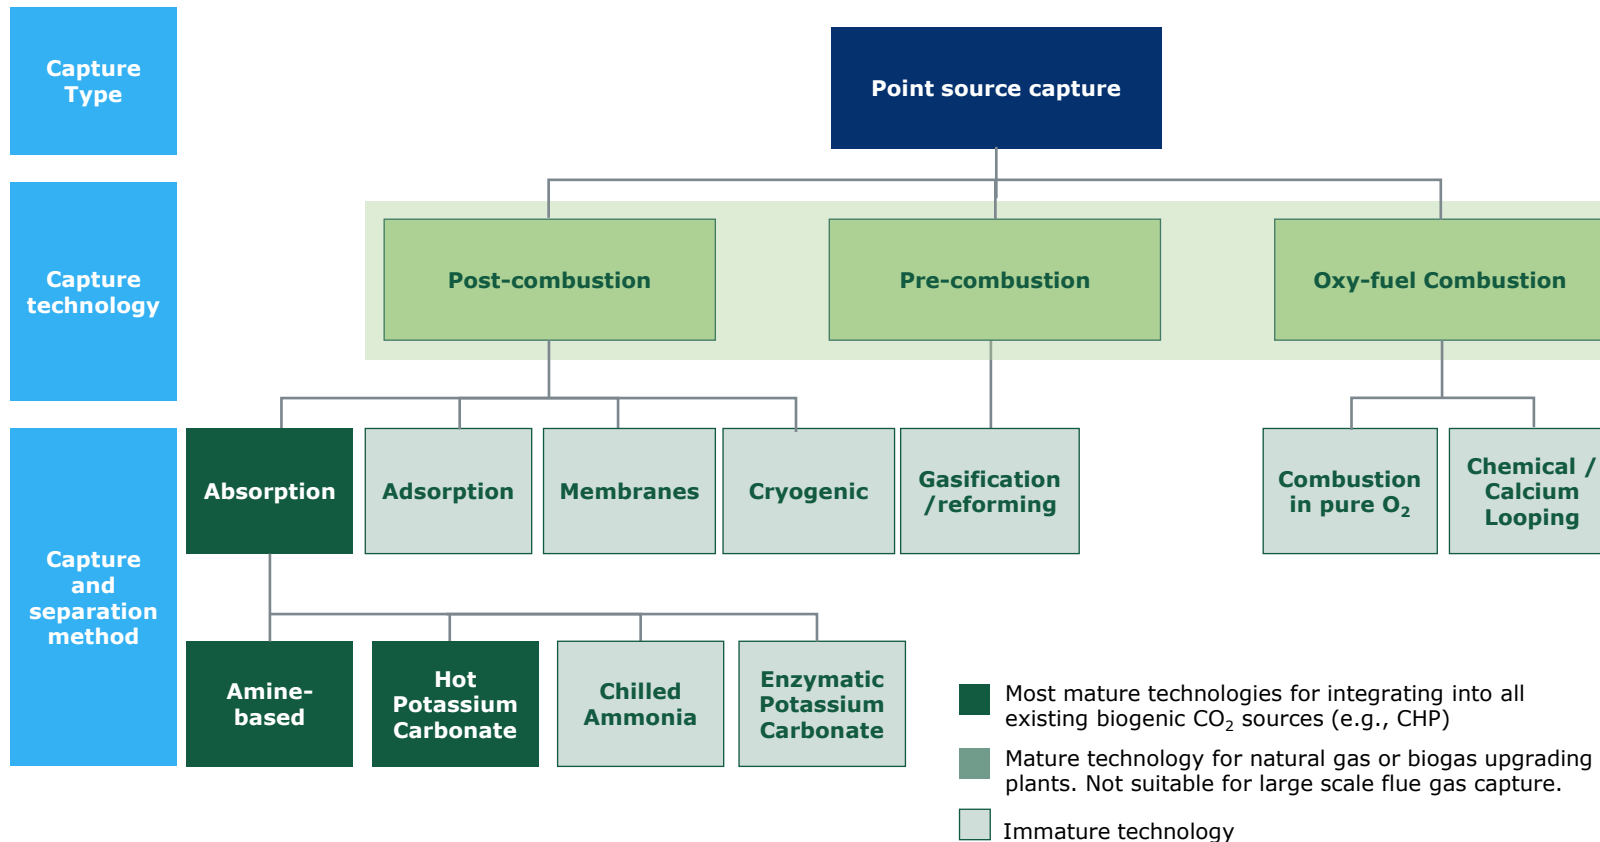 Capture
Type
Point source capture
Capture
technology
Post-combustion
Pre-combustion
Oxy-fuel Combustion
Capture
and
separation
method
Absorption
Adsorption
Membranes
Cryogenic
Gasification
/reforming
Combustion
in pure O₂
Chemical /
Calcium
Looping
Amine-
based
Hot
Potassium
Carbonate
Chilled
Ammonia
Enzymatic
Potassium
Carbonate
Most mature technologies for integrating into all
existing biogenic CO₂ sources (e.g., CHP)
Mature technology for natural gas or biogas upgrading
plants. Not suitable for large scale flue gas capture.
Immature technology